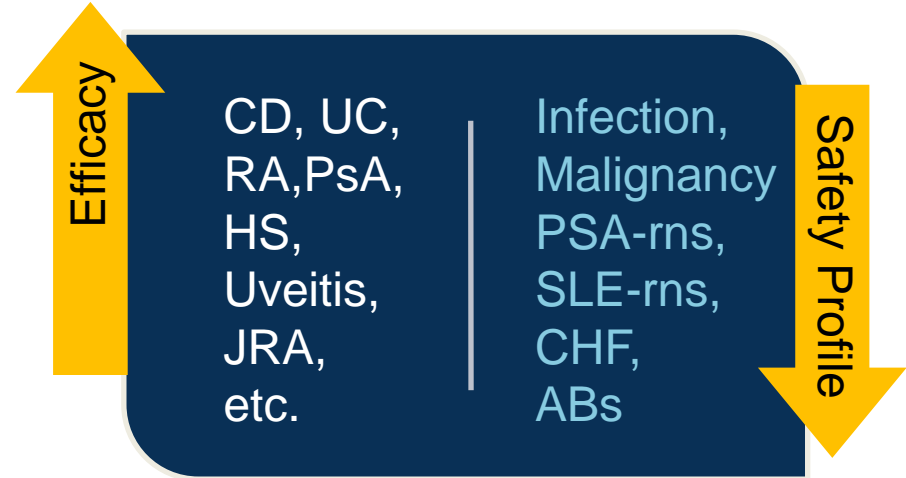 Efficacy
CD, UC,
RA,PsA,
HS,
Uveitis,
JRA,
etc.
Infection,
Malignancy
PSA-rns,
SLE-rns,
CHF,
ABs
Safety Profile